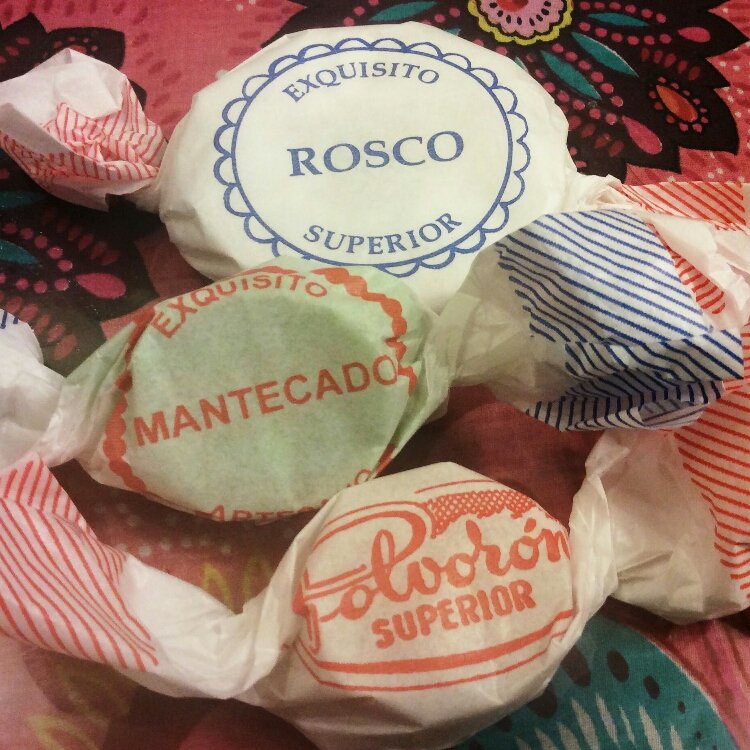 EXQUISITO
ROSCO
SUPERIOR
EXQUISITO
MANTECADO
Polvorón
SUPERIOR